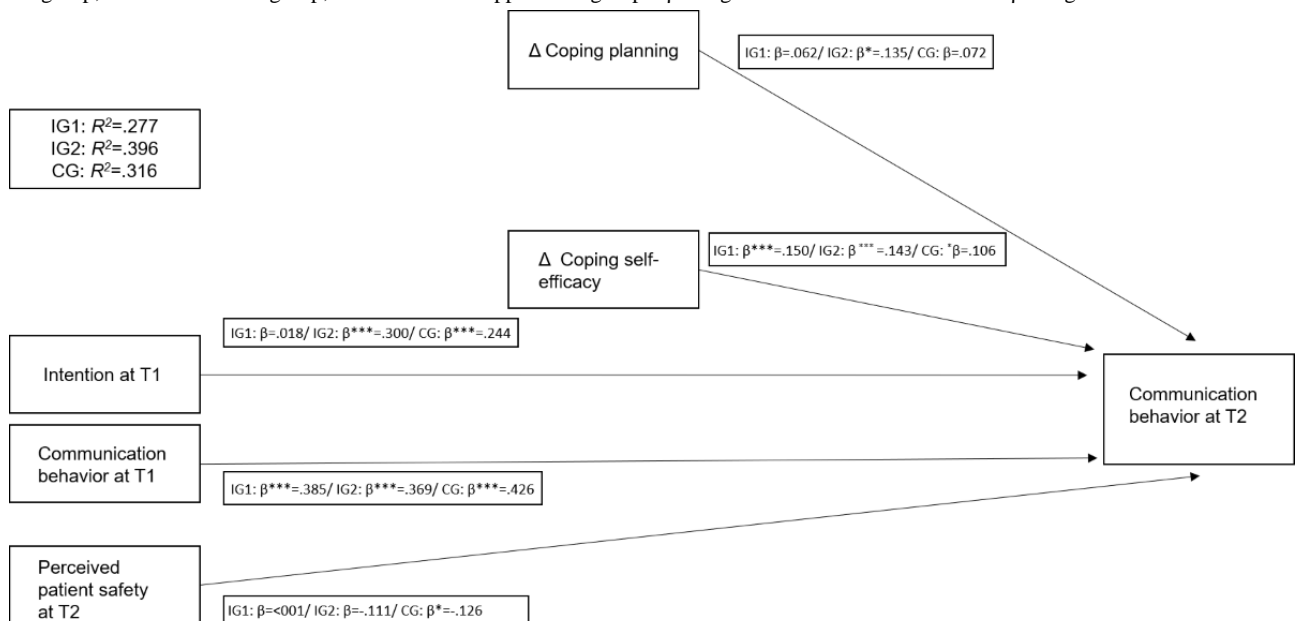 Δ Coping planning
IG1: β=.062/ IG2: β*=.135/ CG: β=.072
IG1: R²=.277
IG2: R²=.396
CG: R²=.316
Δ Coping self-
efficacy
IG1: β***=.150/ IG2: β***=.143/ CG: *β=.106
IG1: β=.018/ IG2: β***=.300/ CG: β***=.244
Intention at T1
Communication
behavior at T2
Communication
behavior at T1
IG1: β***=.385/ IG2: β***=.369/ CG: β***=.426
Perceived
patient safety
at T2
IG1: β=<001/ IG2: β=-.111/ CG: β*=-.126